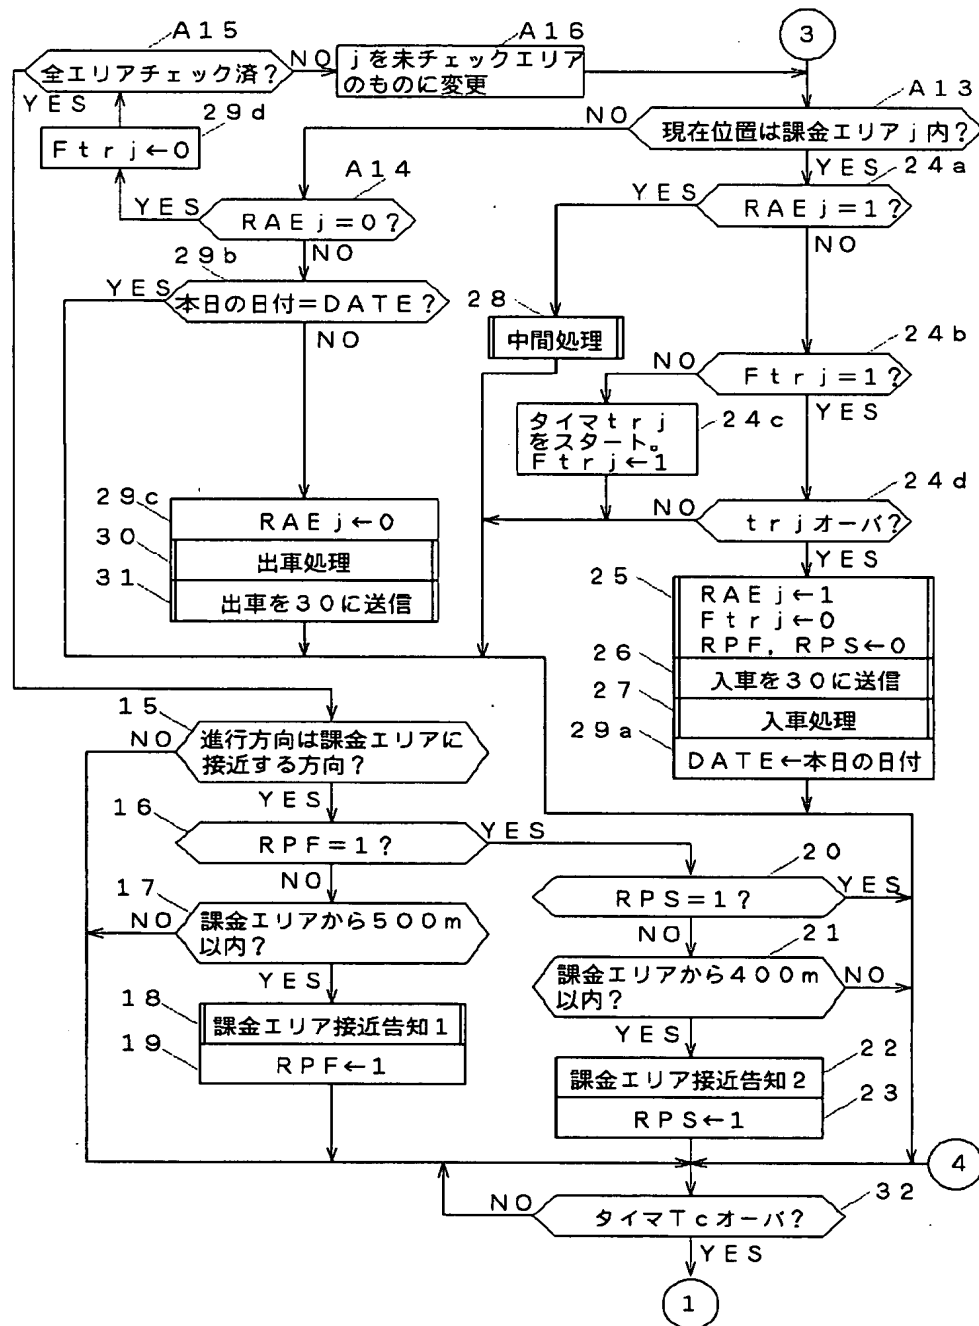 A15
A16
3
全エリアチェック済?
NO
jを未チェックエリア
のものに変更
A13
YES
29d
NO
現在位置は課金エリアj内?
Ftrj←0
A14
YES
24a
YES
RAEj=0?
YES
RAEj=1?
29b
NO
NO
YES
本日の日付=DATE?
28
24b
NO
中間処理
NO
Ftrj=1?
タイマtrj
をスタート。
Ftrj←1
24c
YES
24d
29c
NO
trjオーバ?
RAEj←0
30
YES
出車処理
25
RAEj←1
31
Ftrj←0
出車を30に送信
RPF,RPS←0
26
入車を30に送信
15
27
入車処理
NO
進行方向は課金エリアに
接近する方向?
29a
DATE←本日の日付
YES
16
YES
RPF=1?
20
NO
RPS=1?
YES
17
NO
課金エリアから500m
以内?
NO
21
課金エリアから400m
以内?
NO
YES
18
課金エリア接近告知1
YES
22
19
RPF←1
課金エリア接近告知2
23
RPS←1
4
32
NO
タイマTcオーバ?
YES
1